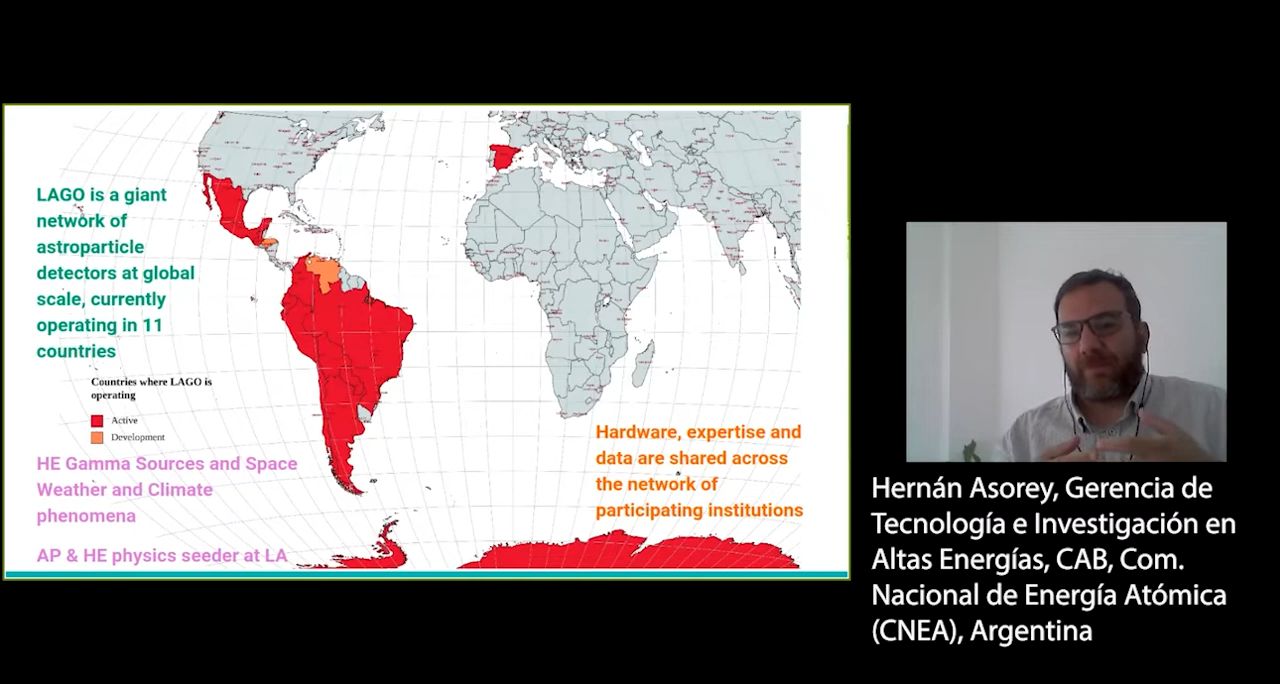 LAGO is a giant
network of
astroparticle
detectors at global
scale, currently
operating in 11
countries
Countries where LAGO is
operating
Active
Development
HE Gamma Sources and Space
Weather and Climate
phenomena
AP & HE physics seeder at LA
Hardware, expertise and
data are shared across
the network of
participating institutions
Hernán Asorey, Gerencia de
Tecnología e Investigación en
Altas Energías, CAB, Com.
Nacional de Energía Atómica
(CNEA), Argentina